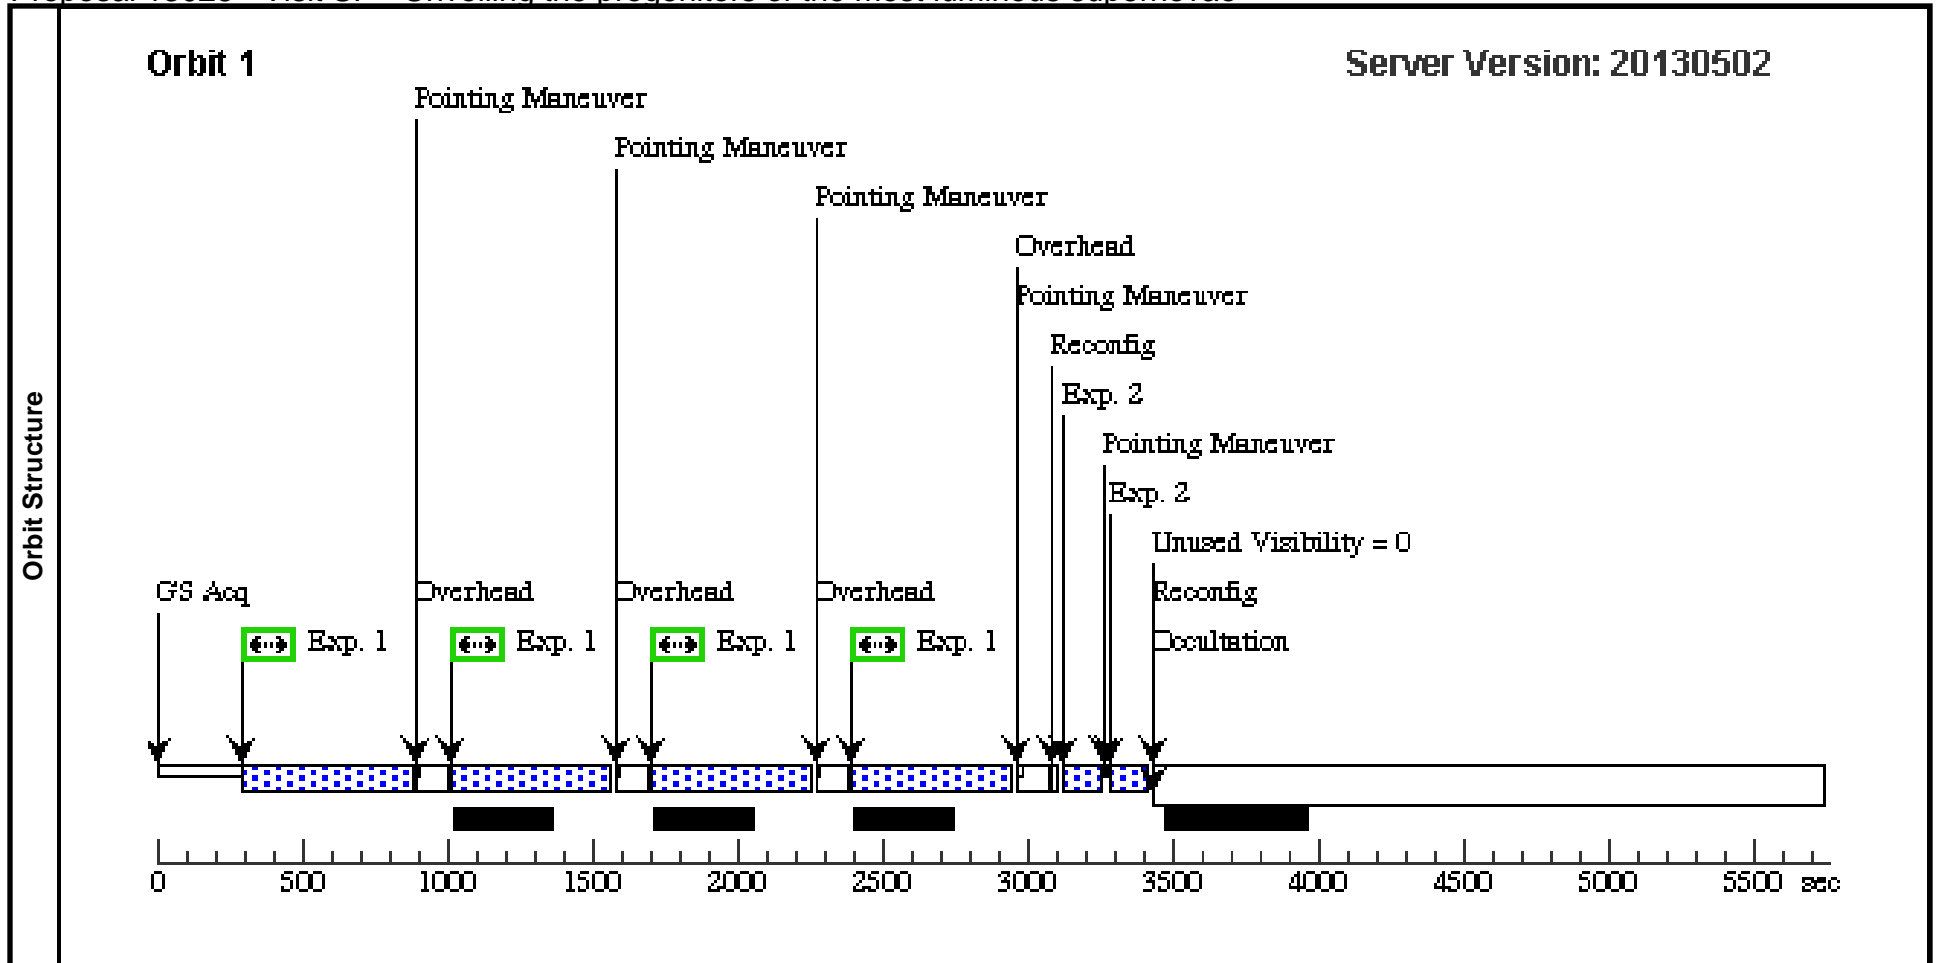 Orbit 1
Server Version: 20130502
Pointing Maneuver
Pointing Maneuver
Pointing Maneuver
Overhead
Pointing Maneuver
Reconfig
Exp. 2
Pointing Maneuver
Exp. 2
Unused Visibility = 0
GS Acq
Overhead
Overhead
Overhead
Reconfig
Exp. 1
Exp. 1
Exp. 1
Exp. 1
Occultation
Orbit Structure
0 500 1000 1500 2000 2500 3000 3500 4000 4500 5000 5500 sec